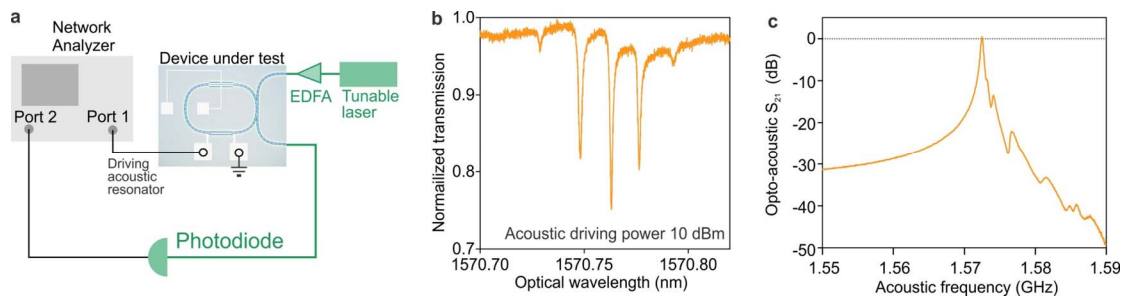 a
Network
Analyzer
Port 2
Port 1
Driving
acoustic
resonator
Device under test
EDFA
Tunable
laser
Photodiode
b
Normailized transmission
1.0
0.9
0.8
0.7
Acoustic driving power 10 dBm
1570.70
1570.75
1570.80
Optical wavelength (nm)
c
Opto-acoustic S21 (dB)
0
-10
-20
-30
-40
-50
1.55
1.56
1.57
1.58
1.59
Acoustic frequency (GHz)